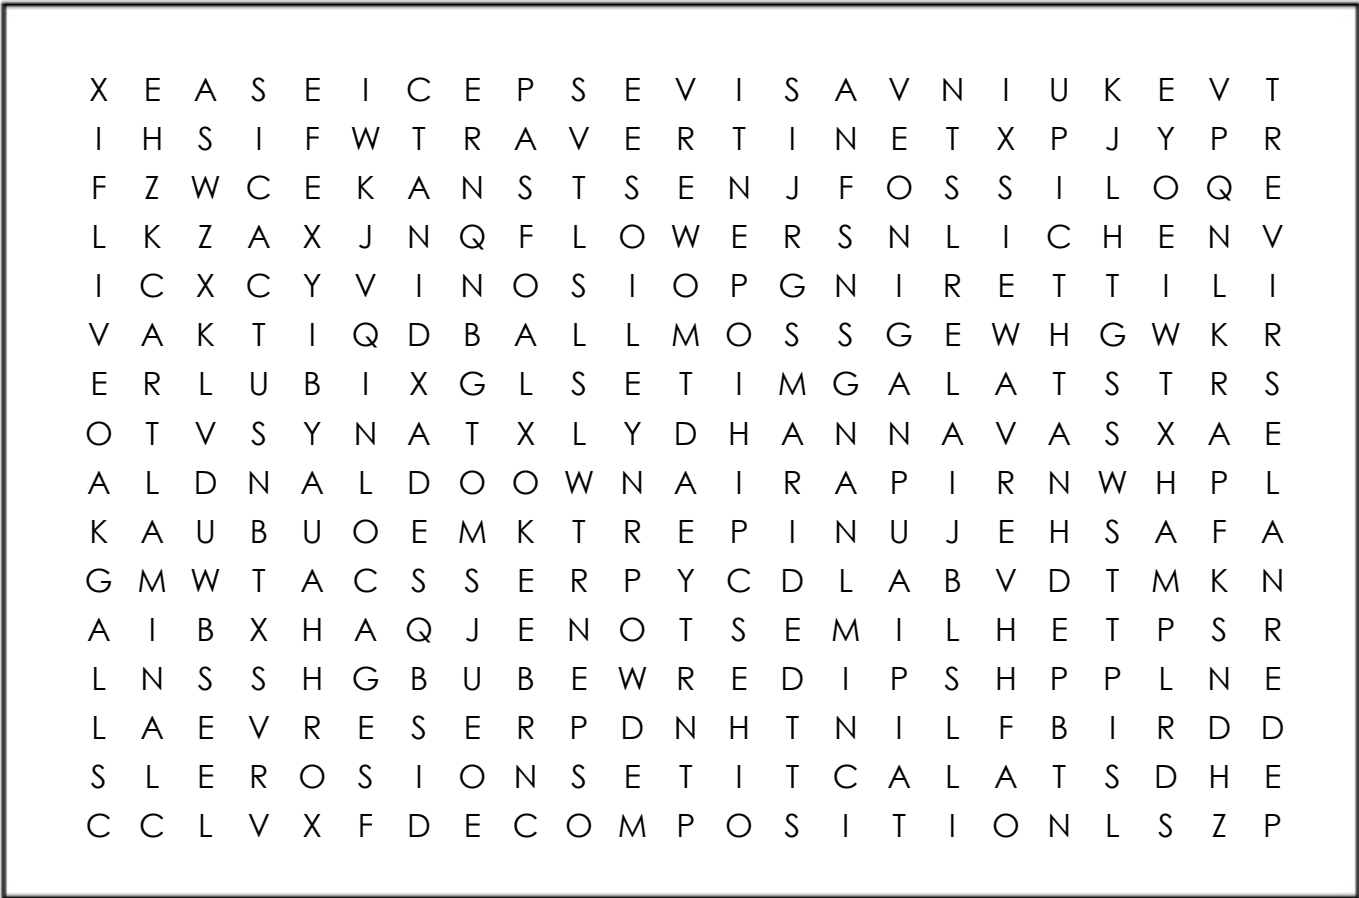 X E A S E I C E P S E V I S A V N I U K E V T
I H S I F W T R A V E R T I N E T X P J Y P R
F Z W C E K A N S T S E N J F O S S I L O Q E
L K Z A X J N Q F L O W E R S N L I C H E N V
I C X C Y V I N O S I O P G N I R E T T I L I
V A K T I Q D B A L L M O S S G E W H G W K R
E R L U B I X G L S E T I M G A L A T S T R S
O T V S Y N A T X L Y D H A N N A V A S X A E
A L D N A L D O O W N A I R A P I R N W H P L
K A U B U O E M K T R E P I N U J E H S A F A
G M W T A C S S E R P Y C D L A B V D T M K N
A I B X H A Q J E N O T S E M I L H E T P S R
L N S S H G B U B E W R E D I P S H P P L N E
L A E V R E S E R P D N H T N I L F B I R D D
S L E R O S I O N S E T I T C A L A T S D H E
C C L V X F D E C O M P O S I T I O N L S Z P